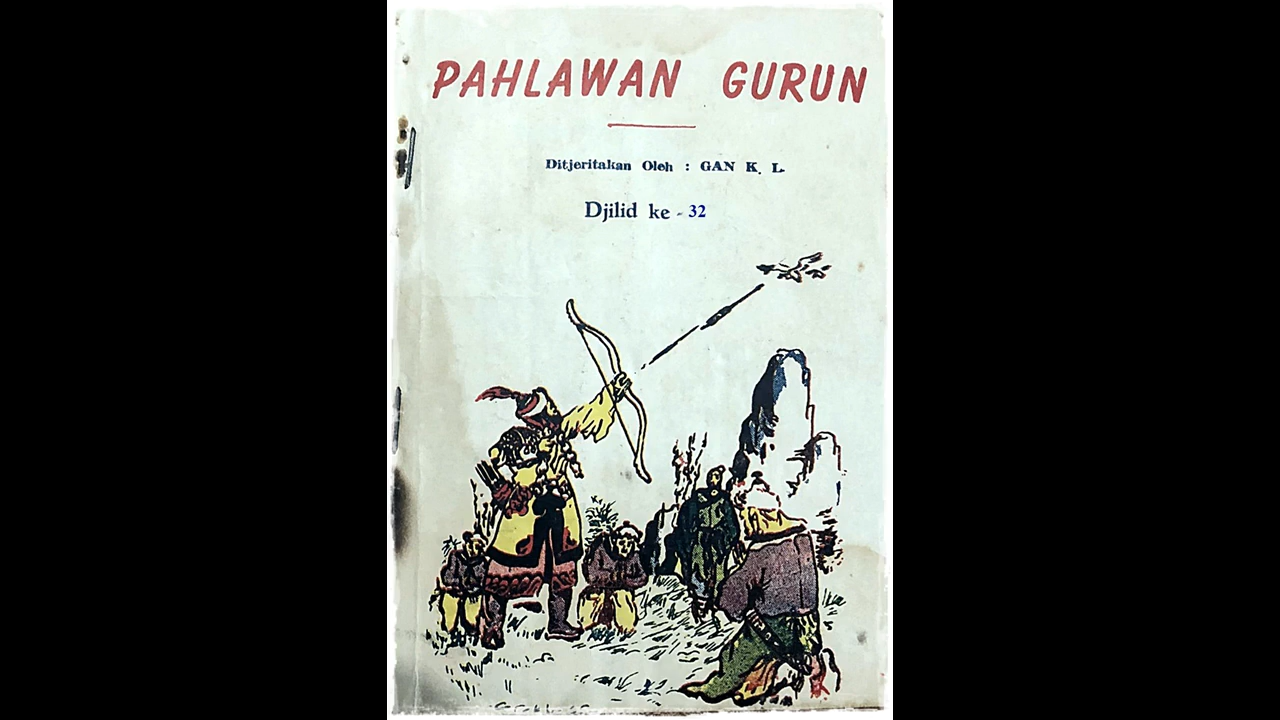 PAHLAWAN GURUN
Ditjeritakan Oleh : GAN K. L.
Djilid ke - 32